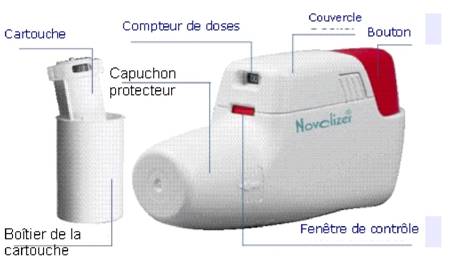 Cartouche
Compteur de doses
Couvercle
Bouton
Capuchon
protecteur
Novolizer
Boîtier de la
cartouche
Fenêtre de contrôle